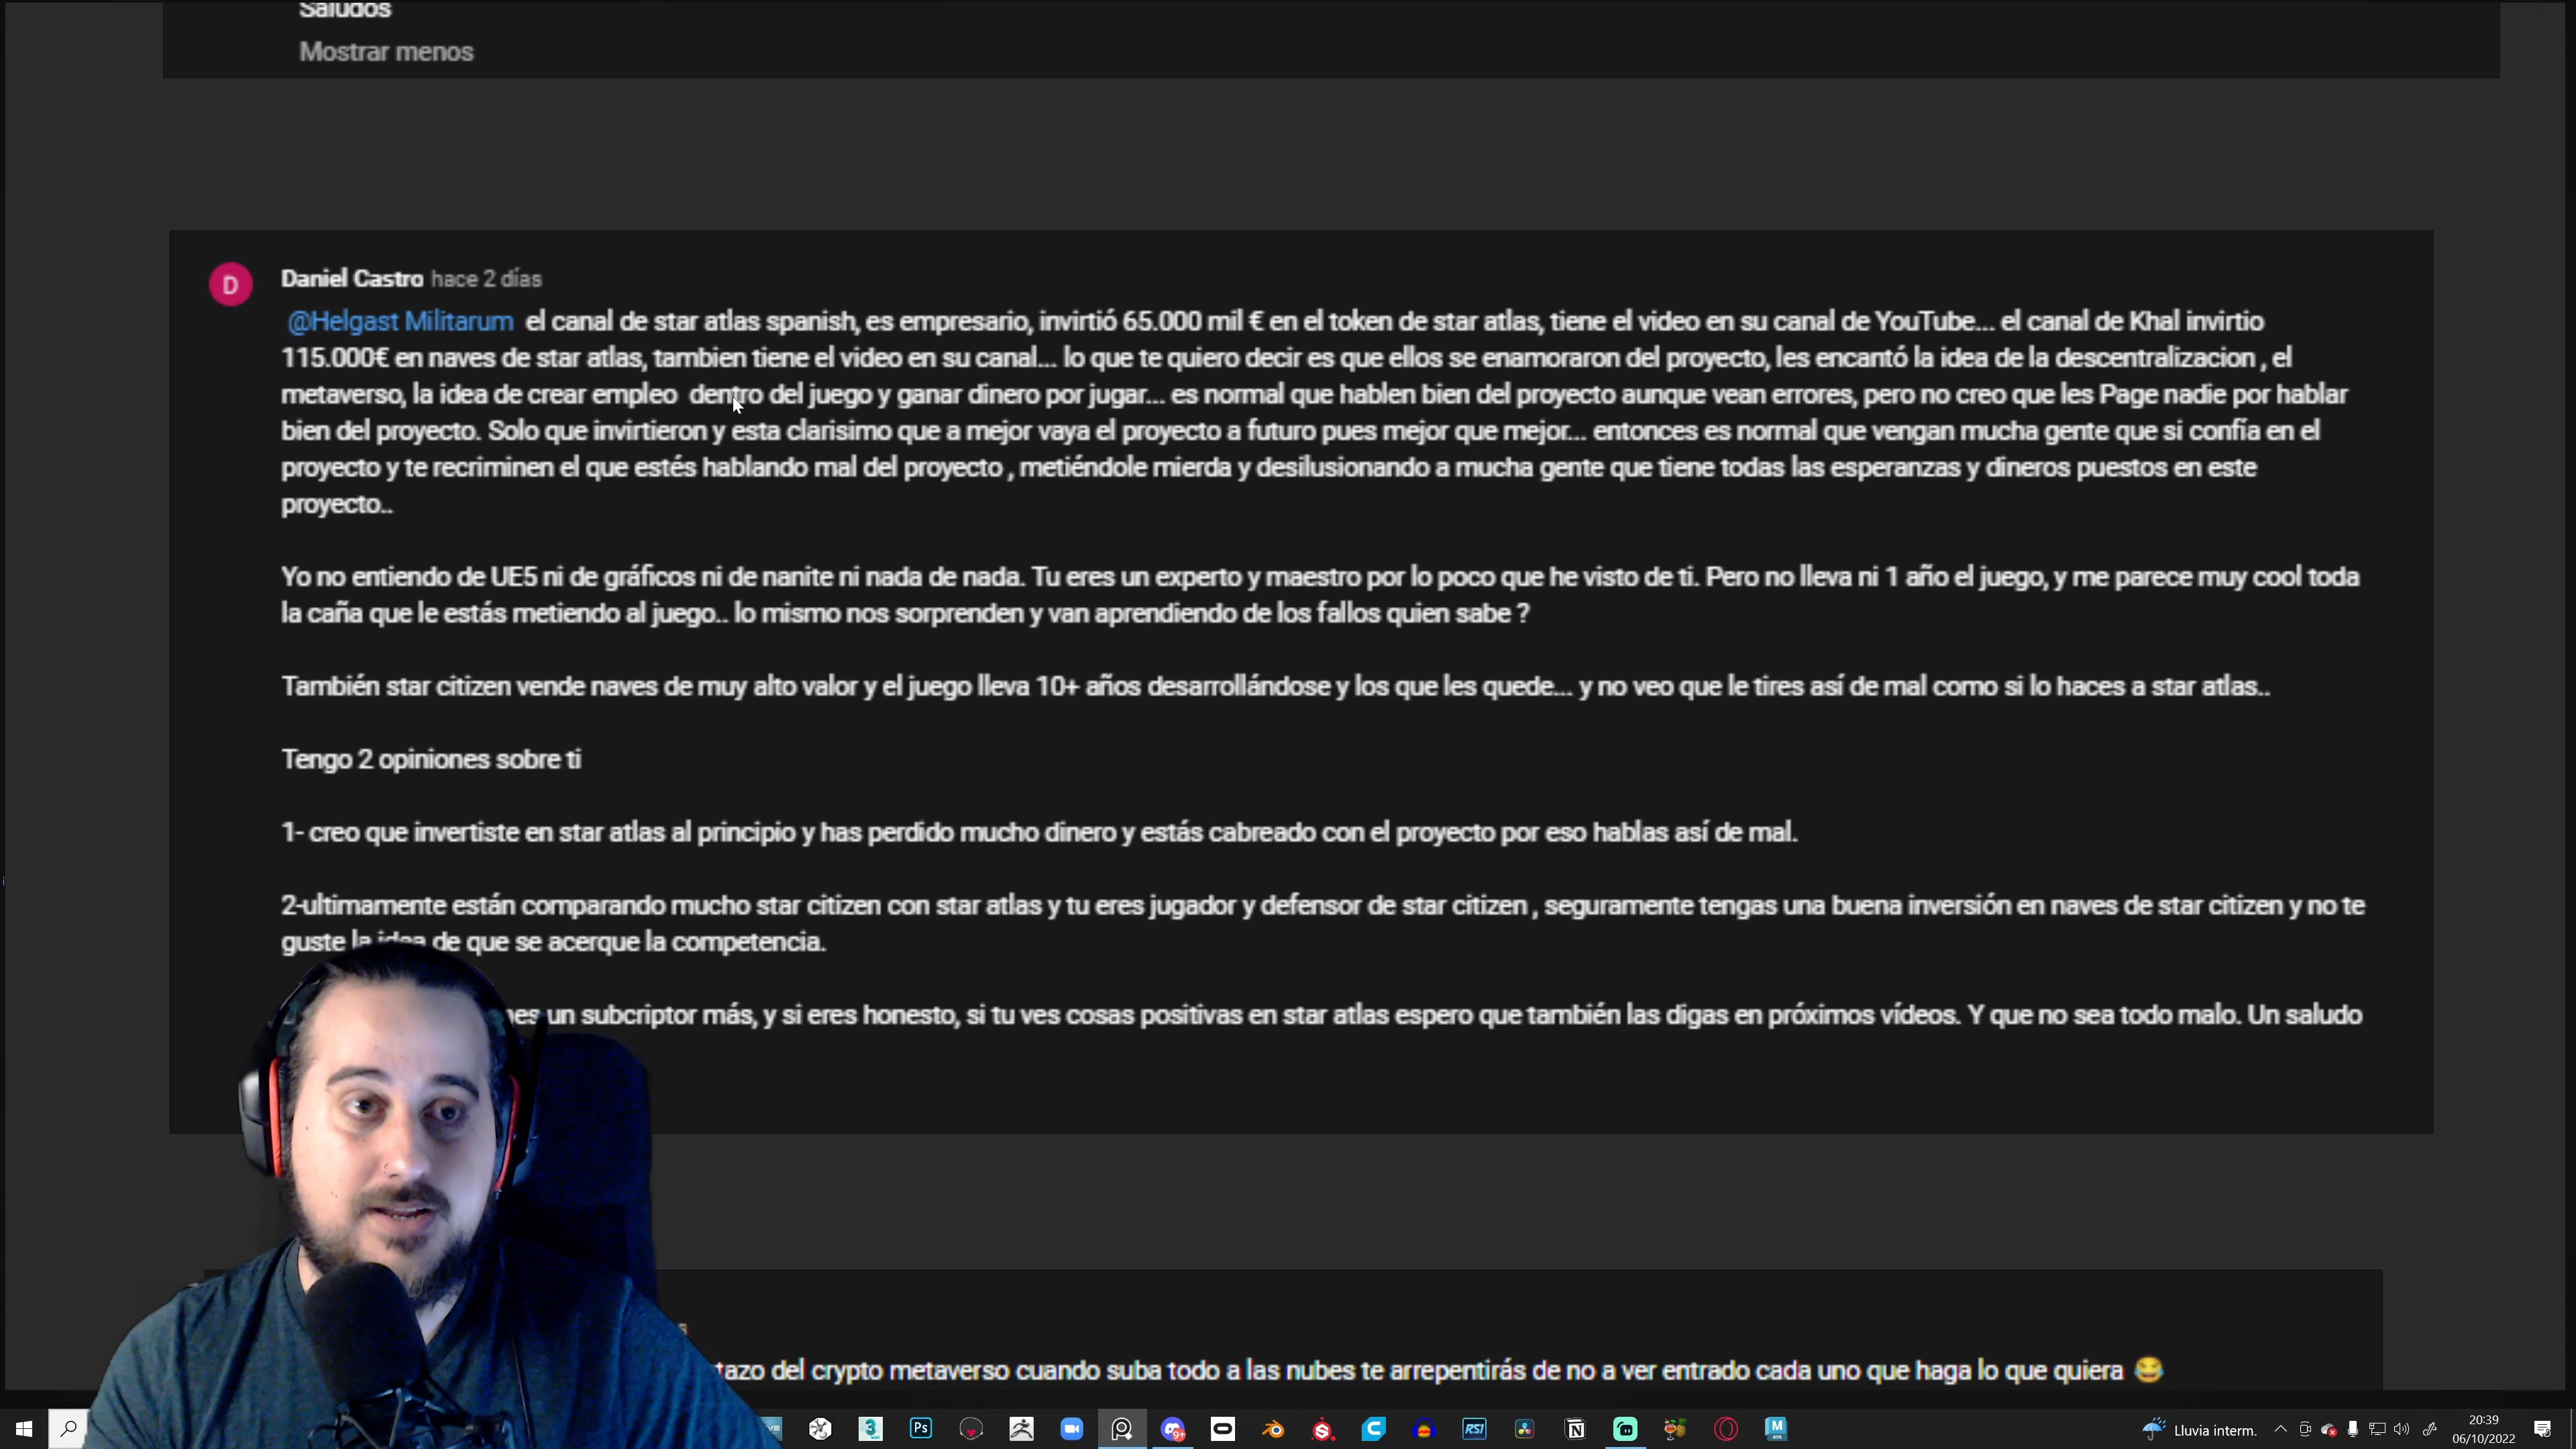 Saludos
Mostrar menos
D
Daniel Castro hace 2 días
@Helgast Militarum el canal de star atlas spanish, es empresario, invirtió 65.000 mil € en el token de star atlas, tiene el video en su canal de YouTube... el canal de Khal invirtio
115.000€ en naves de star atlas, tambien tiene el video en su canal... lo que te quiero decir es que ellos se enamoraron del proyecto, les encantó la idea de la descentralizacion , el
metaverso, la idea de crear empleo dentro del juego y ganar dinero por jugar... es normal que hablen bien del proyecto aunque vean errores, pero no creo que les Page nadie por hablar
bien del proyecto. Solo que invirtieron y esta clarisimo que a mejor vaya el proyecto a futuro pues mejor que mejor... entonces es normal que vengan mucha gente que si confía en el
proyecto y te recriminen el que estés hablando mal del proyecto , metiéndole mierda y desilusionando a mucha gente que tiene todas las esperanzas y dineros puestos en este
proyecto..
Yo no entiendo de UE5 ni de gráficos ni de nanite ni nada de nada. Tu eres un experto y maestro por lo poco que he visto de ti. Pero no lleva ni 1 año el juego, y me parece muy cool toda
la caña que le estás metiendo al juego.. lo mismo nos sorprenden y van aprendiendo de los fallos quien sabe ?
También star citizen vende naves de muy alto valor y el juego lleva 10+ años desarrollándose y los que les quede... y no veo que le tires así de mal como si lo haces a star atlas..
Tengo 2 opiniones sobre ti
1- creo que invertiste en star atlas al principio y has perdido mucho dinero y estás cabreado con el proyecto por eso hablas así de mal.
2-ultimamente están comparando mucho star citizen con star atlas y tu eres jugador y defensor de star citizen , seguramente tengas una buena inversión en naves de star citizen y no te
guste la idea de que se acerque la competencia.
un subcriptor más, y si eres honesto, si tu ves cosas positivas en star atlas espero que también las digas en próximos vídeos. Y que no sea todo malo. Un saludo
tazo del crypto metaverso cuando suba todo a las nubes te arrepentirás de no a ver entrado cada uno que haga lo que quiera 😂
3 Ps 9+ RSI N M Lluvia interm. 20:39
06/10/2022